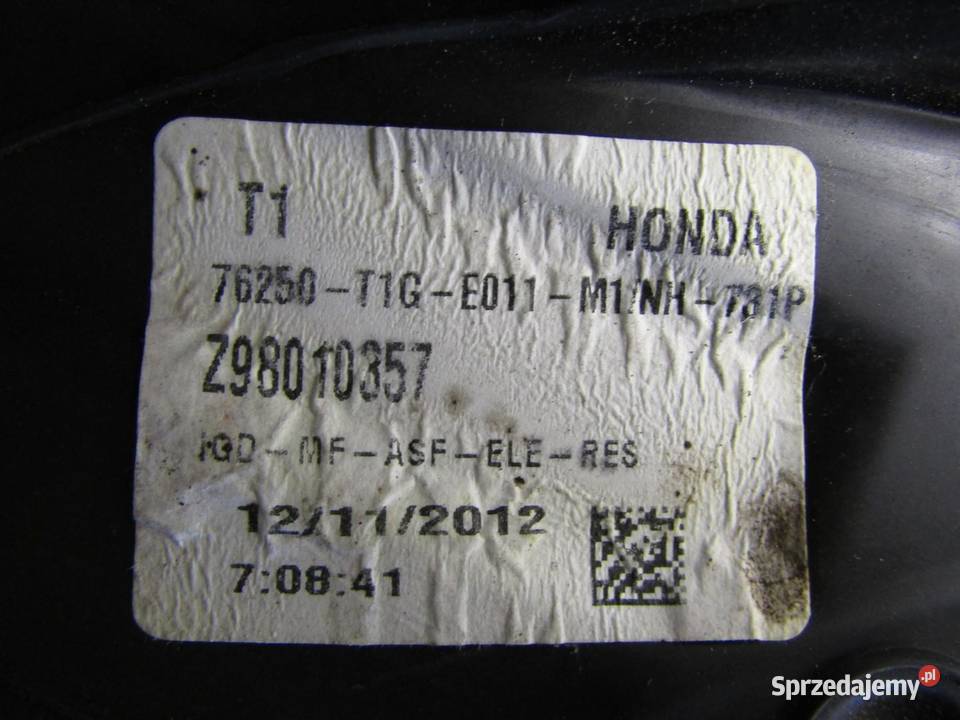 T1 HONDA
76250-T1G-E011-M1/NH-731P
Z98010357
IGD-MF-ASF-ELE-RES
12/11/2012
7:08:41
Sprzedajemy.pl